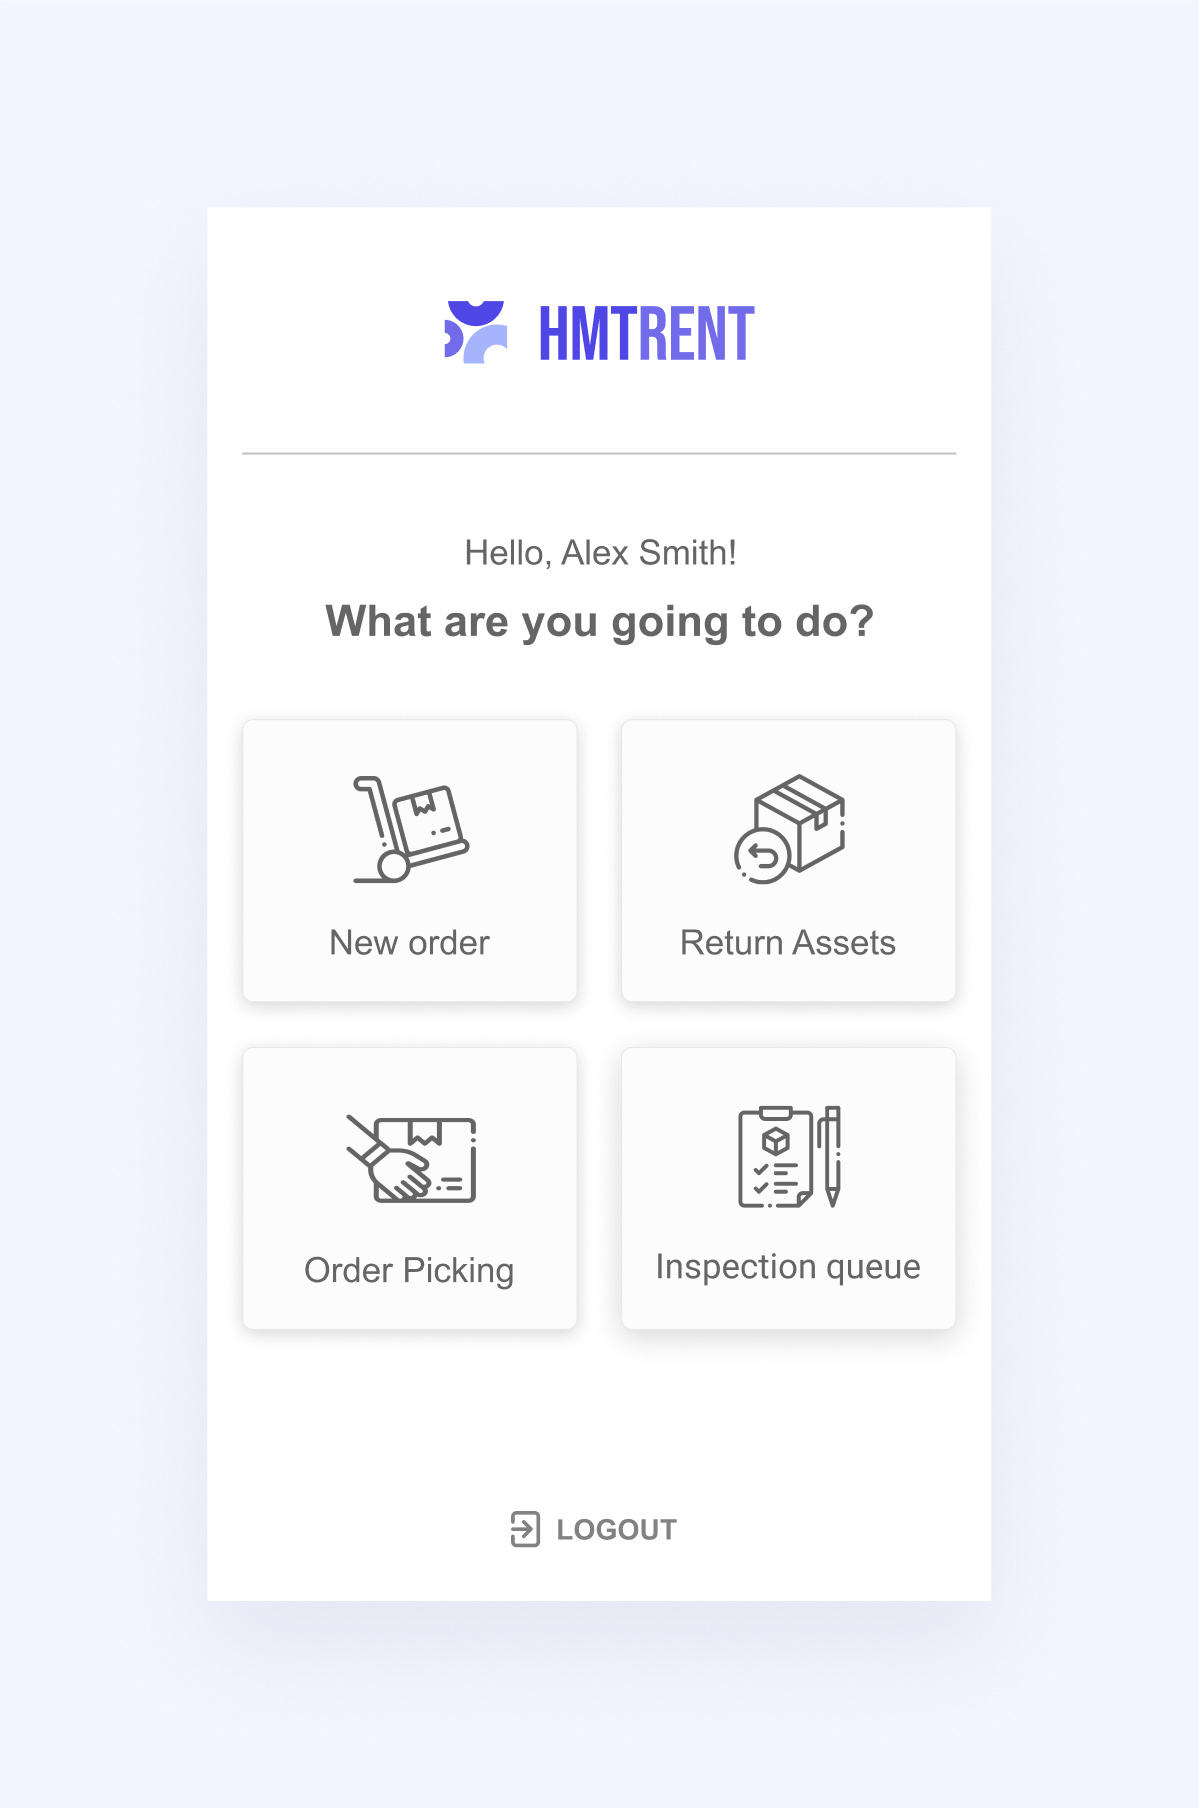 HMTRENT
Hello, Alex Smith!
What are you going to do?
New order
Return Assets
Order Picking
Inspection queue
LOGOUT